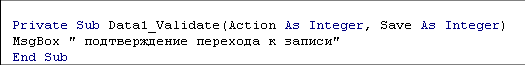 Private Sub Data1_Validate(Action As Integer, Save As Integer)
MsgBox " подтверждение перехода к записи"
End Sub